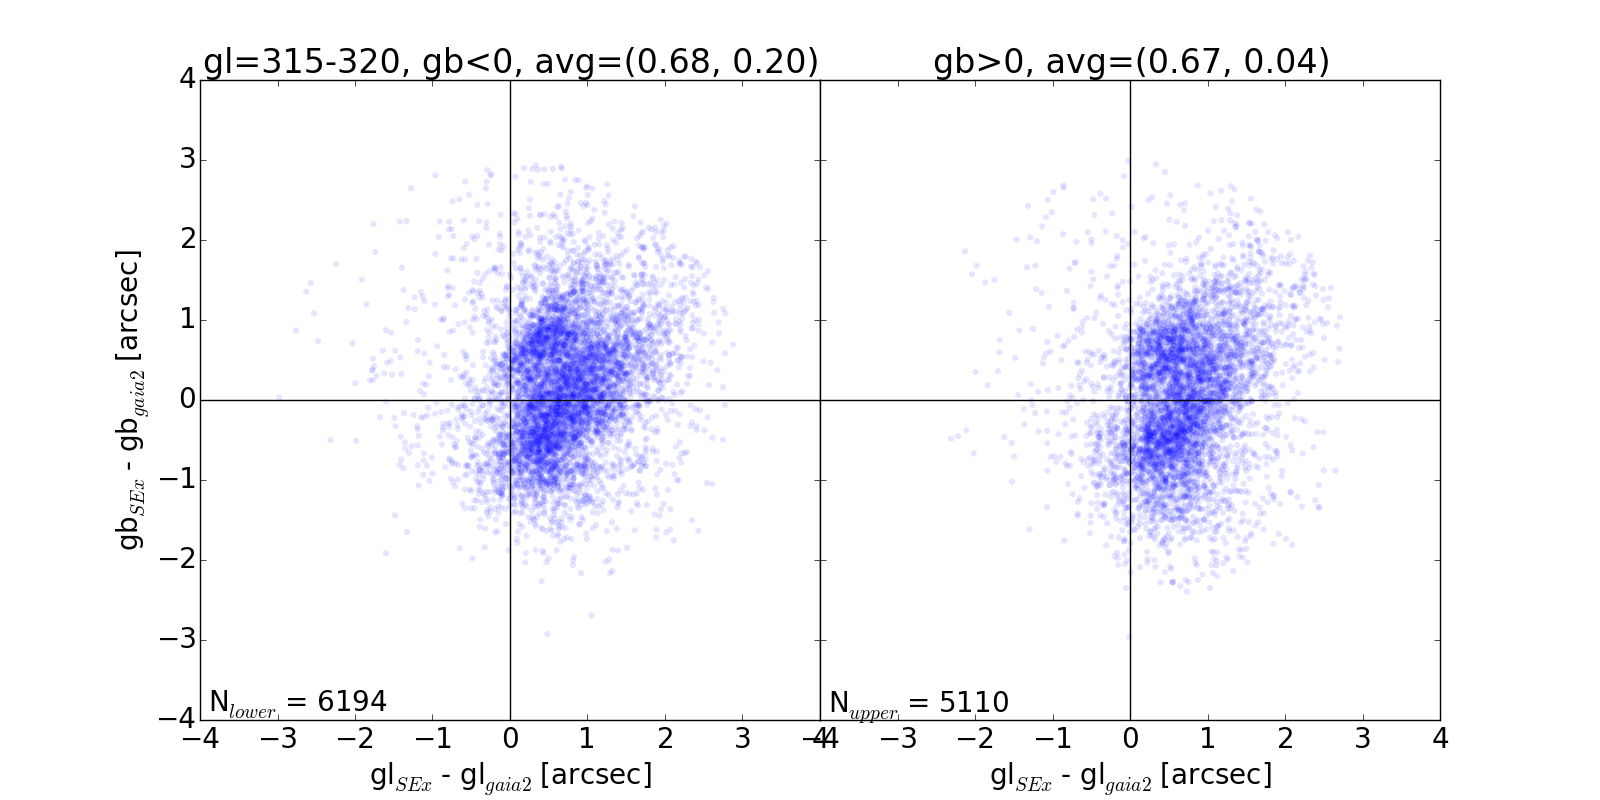 gl=315-320, gb<0, avg=(0.68, 0.20)
gb>0, avg=(0.67, 0.04)
4
3
2
1
0
−1
−2
−3
−4
gb_SEx - gb_gaia2 [arcsec]
N_lower = 6194
N_upper = 5110
−4 −3 −2 −1 0 1 2 3 4
−4 −3 −2 −1 0 1 2 3 4
gl_SEx - gl_gaia2 [arcsec]
gl_SEx - gl_gaia2 [arcsec]